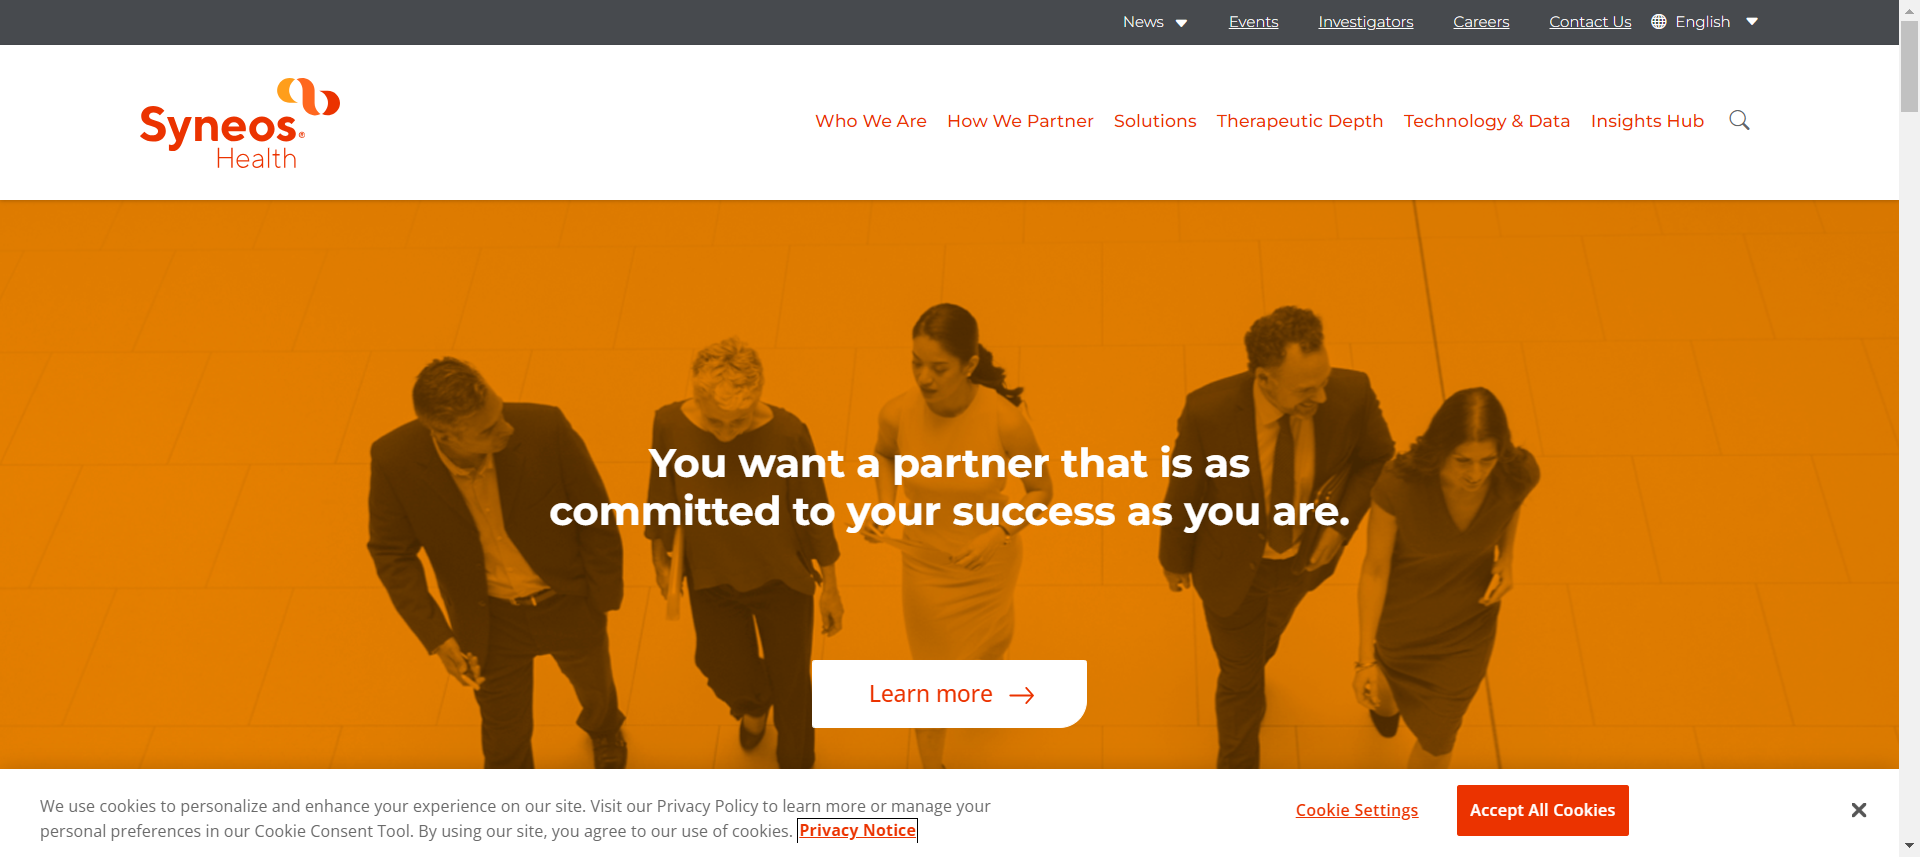 News Events Investigators Careers Contact Us English
Syneos®
Health
Who We Are How We Partner Solutions Therapeutic Depth Technology & Data Insights Hub
You want a partner that is as
committed to your success as you are.
Learn more
We use cookies to personalize and enhance your experience on our site. Visit our Privacy Policy to learn more or manage your
personal preferences in our Cookie Consent Tool. By using our site, you agree to our use of cookies. Privacy Notice
Cookie Settings Accept All Cookies